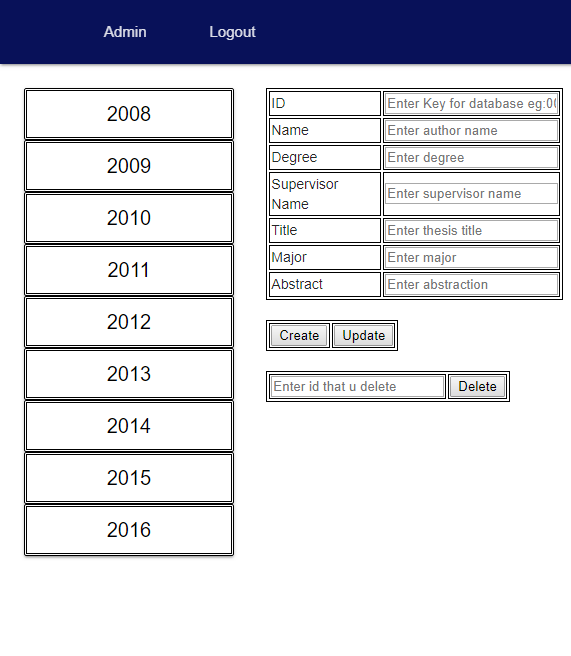 Admin Logout
2008
2009
2010
2011
2012
2013
2014
2015
2016
ID Enter Key for database eg:00
Name Enter author name
Degree Enter degree
Supervisor
Name Enter supervisor name
Title Enter thesis title
Major Enter major
Abstract Enter abstraction
Create Update
Enter id that u delete Delete